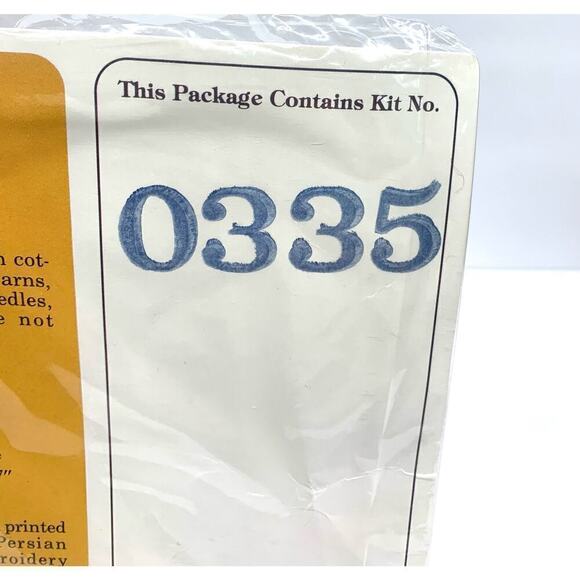 This Package Contains Kit No.
0335
cot-
arns,
edles,
e not
"
printed
Persian
roidery